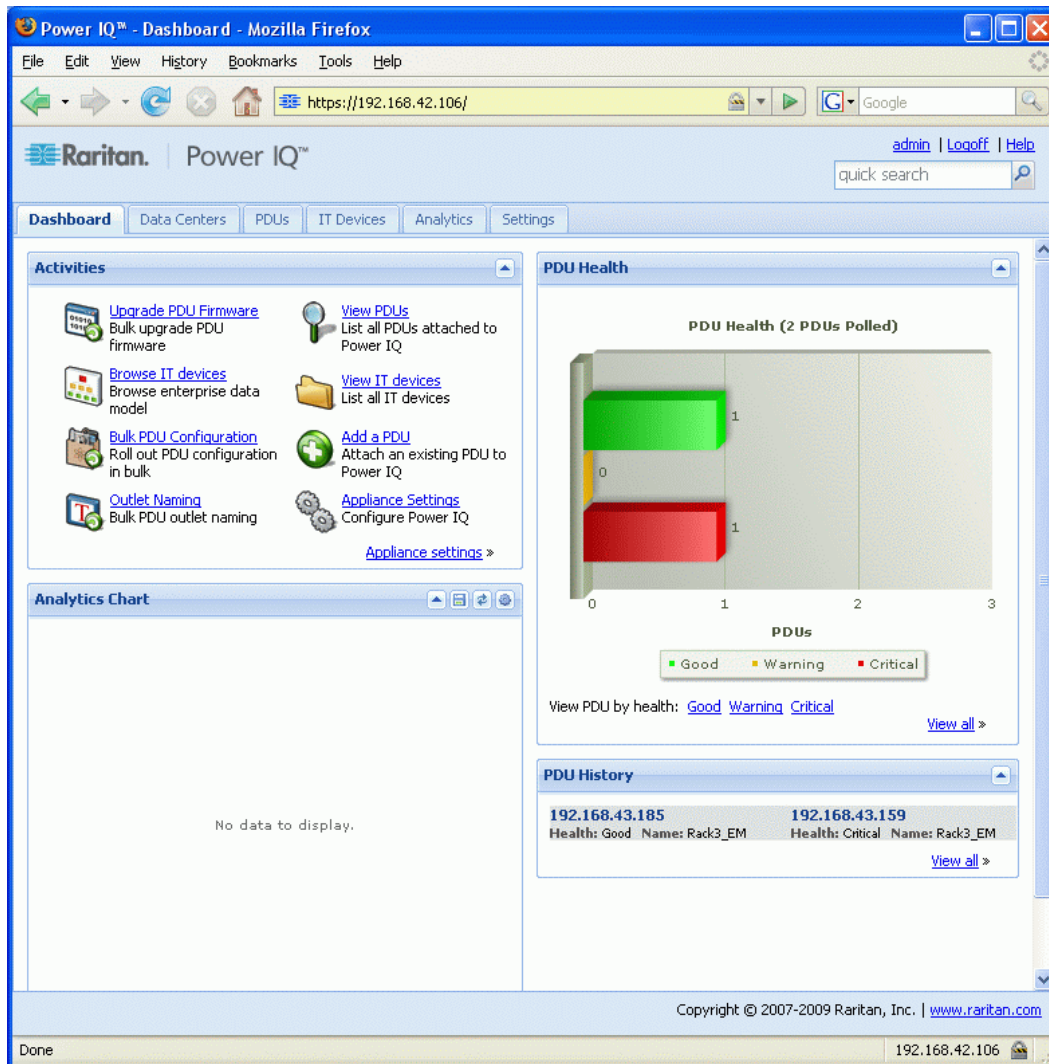 Power IQ™ - Dashboard - Mozilla Firefox
File Edit View History Bookmarks Tools Help
https://192.168.42.106/
G Google
Raritan. Power IQ™
admin | Logoff | Help
quick search
Dashboard Data Centers PDUs IT Devices Analytics Settings
Activities
Upgrade PDU Firmware
Bulk upgrade PDU
firmware
View PDUs
List all PDUs attached to
Power IQ
Browse IT devices
Browse enterprise data
model
View IT devices
List all IT devices
Bulk PDU Configuration
Roll out PDU configuration
in bulk
Add a PDU
Attach an existing PDU to
Power IQ
Outlet Naming
Bulk PDU outlet naming
Appliance Settings
Configure Power IQ
Appliance settings »
Analytics Chart
No data to display.
PDU Health
PDU Health (2 PDUs Polled)
1
0
1
0 1 2 3
PDUs
Good Warning Critical
View PDU by health: Good Warning Critical
View all »
PDU History
192.168.43.185
Health: Good Name: Rack3_EM
192.168.43.159
Health: Critical Name: Rack3_EM
View all »
Copyright © 2007-2009 Raritan, Inc. | www.raritan.com
Done
192.168.42.106